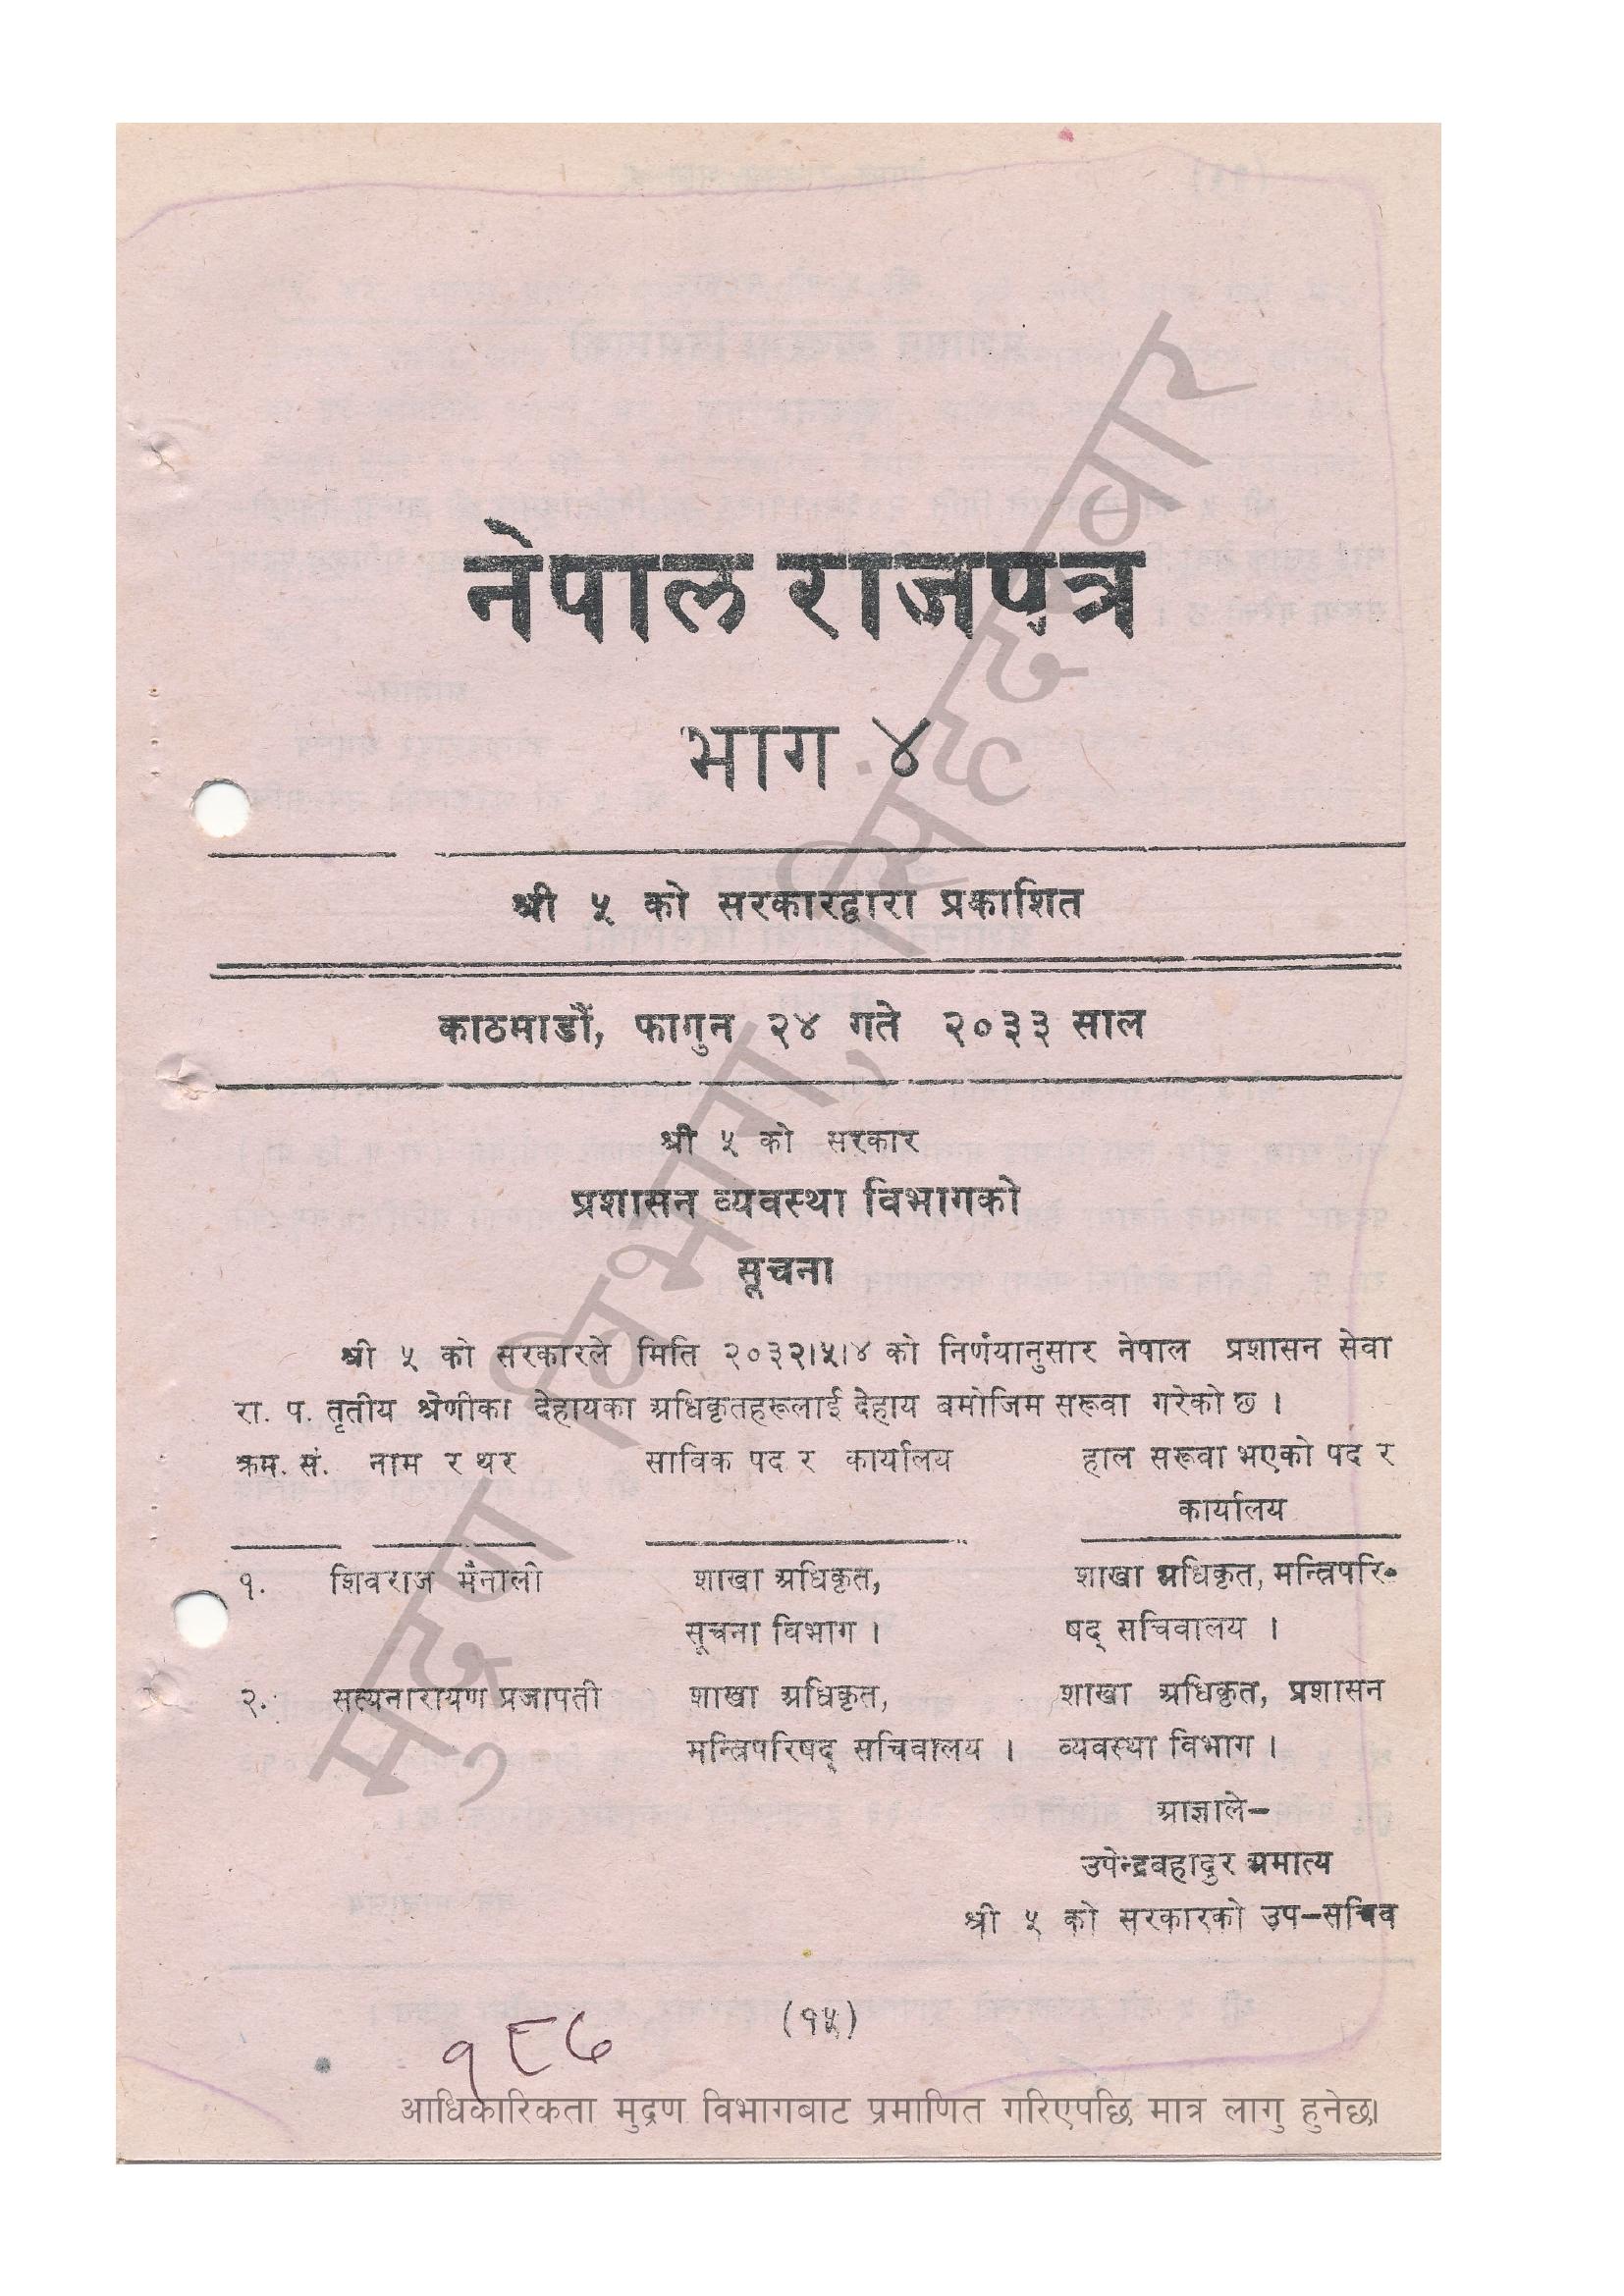 नेपाल राजपत्र
भाग ४
श्री ५ को सरकारद्वारा प्रकाशित
काठमाडौं, फागुन २४ गते २०३३ साल
श्री ५ को सरकार
प्रशासन व्यवस्था विभागको
सूचना
श्री ५ को सरकारले मिति २०३२।५।४ को निर्णयानुसार नेपाल प्रशासन सेवा
रा. प. तृतीय श्रेणीका देहायका अधिकृतहरूलाई देहाय बमोजिम सरूवा गरेको छ ।
क्रम. सं. नाम र थर साविक पद र कार्यालय हाल सरूवा भएको पद र
कार्यालय
१. शिवराज मैनाली शाखा अधिकृत, शाखा अधिकृत, मन्त्रिपरि-
सूचना विभाग । षद् सचिवालय ।
२. सत्यनारायण प्रजापती शाखा अधिकृत, शाखा अधिकृत, प्रशासन
मन्त्रिपरिषद् सचिवालय । व्यवस्था विभाग ।
आज्ञाले–
उपेन्द्रबहादुर अमात्य
श्री ५ को सरकारको उप–सचिव
(१५)
आधिकारिकता मुद्रण विभागबाट प्रमाणित गरिएपछि मात्र लागु हुनेछ।
मुद्रण विभाग, सिंहदरबार